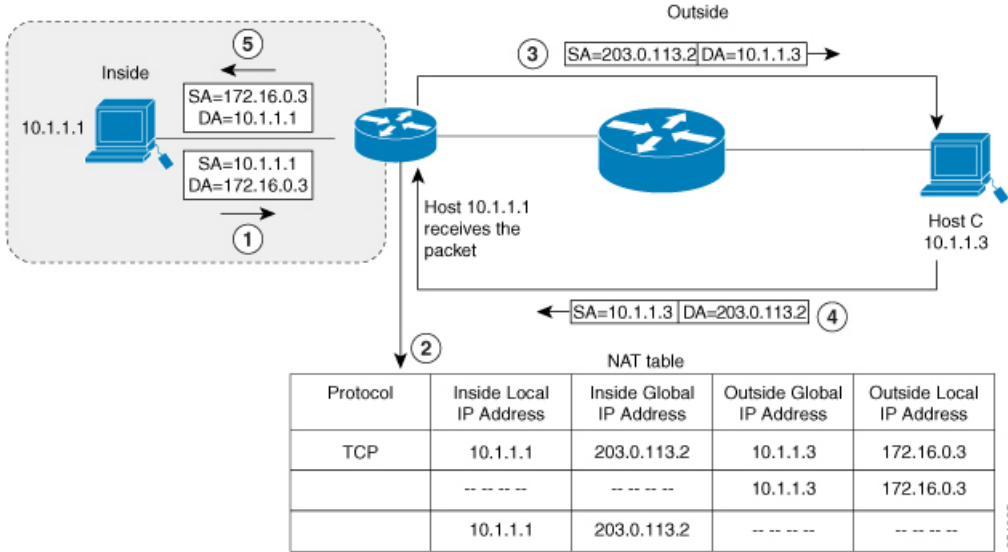 Outside
5
3
SA=203.0.113.2 DA=10.1.1.3
Inside
SA=172.16.0.3
DA=10.1.1.1
10.1.1.1
SA=10.1.1.1
DA=172.16.0.3
1
Host 10.1.1.1
receives the
packet
Host C
10.1.1.3
SA=10.1.1.3 DA=203.0.113.2
4
2
NAT table
Protocol Inside Local IP Address Inside Global IP Address Outside Global IP Address Outside Local IP Address
TCP 10.1.1.1 203.0.113.2 10.1.1.3 172.16.0.3
-- -- -- -- -- -- -- -- 10.1.1.3 172.16.0.3
10.1.1.1 203.0.113.2 -- -- -- -- -- -- -- --